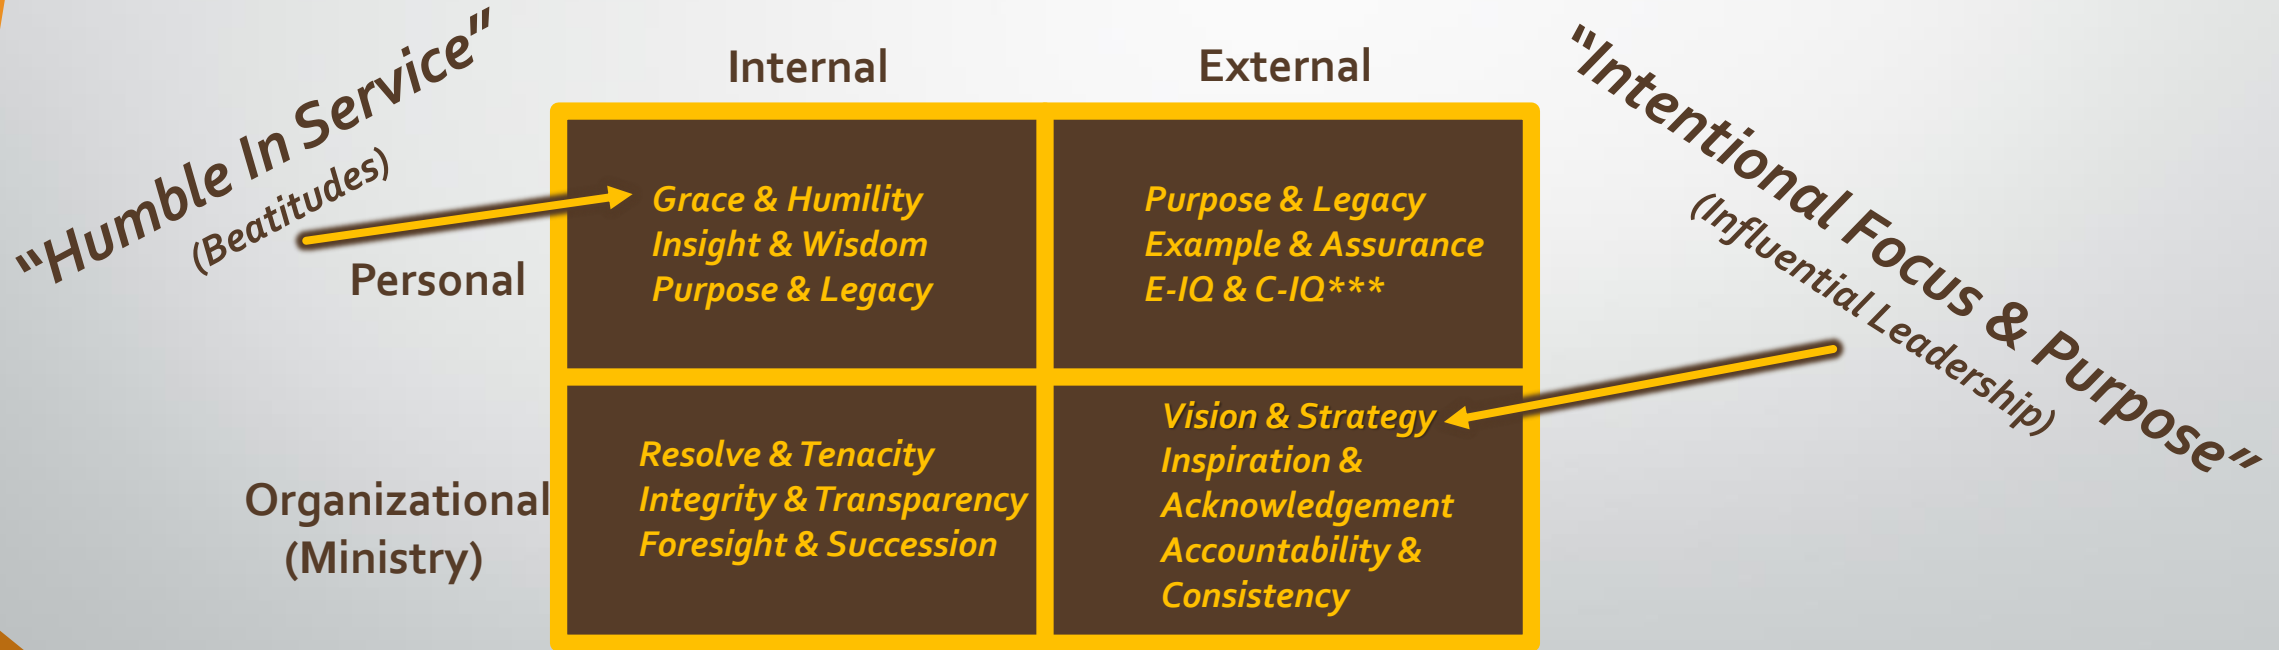 “Humble In Service”
(Beatitudes)
Internal
External
“Intentional Focus & Purpose”
(Influential Leadership)
Personal
Grace & Humility
Insight & Wisdom
Purpose & Legacy
Purpose & Legacy
Example & Assurance
E-IQ & C-IQ***
Organizational
(Ministry)
Resolve & Tenacity
Integrity & Transparency
Foresight & Succession
Vision & Strategy
Inspiration &
Acknowledgement
Accountability &
Consistency